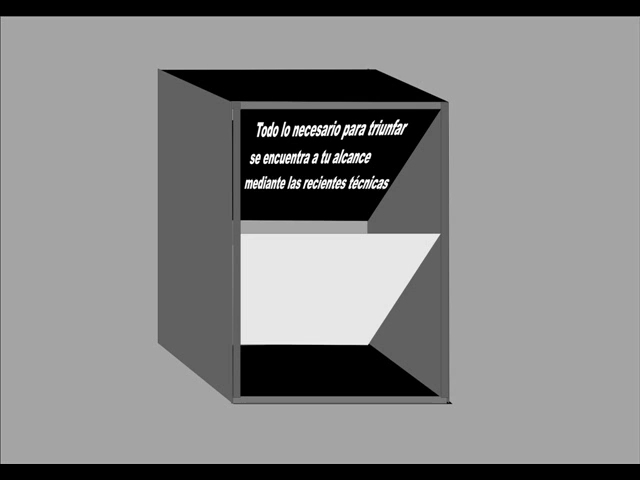 Todo lo necesario para triunfar
se encuentra a tu alcance
mediante las recientes técnicas